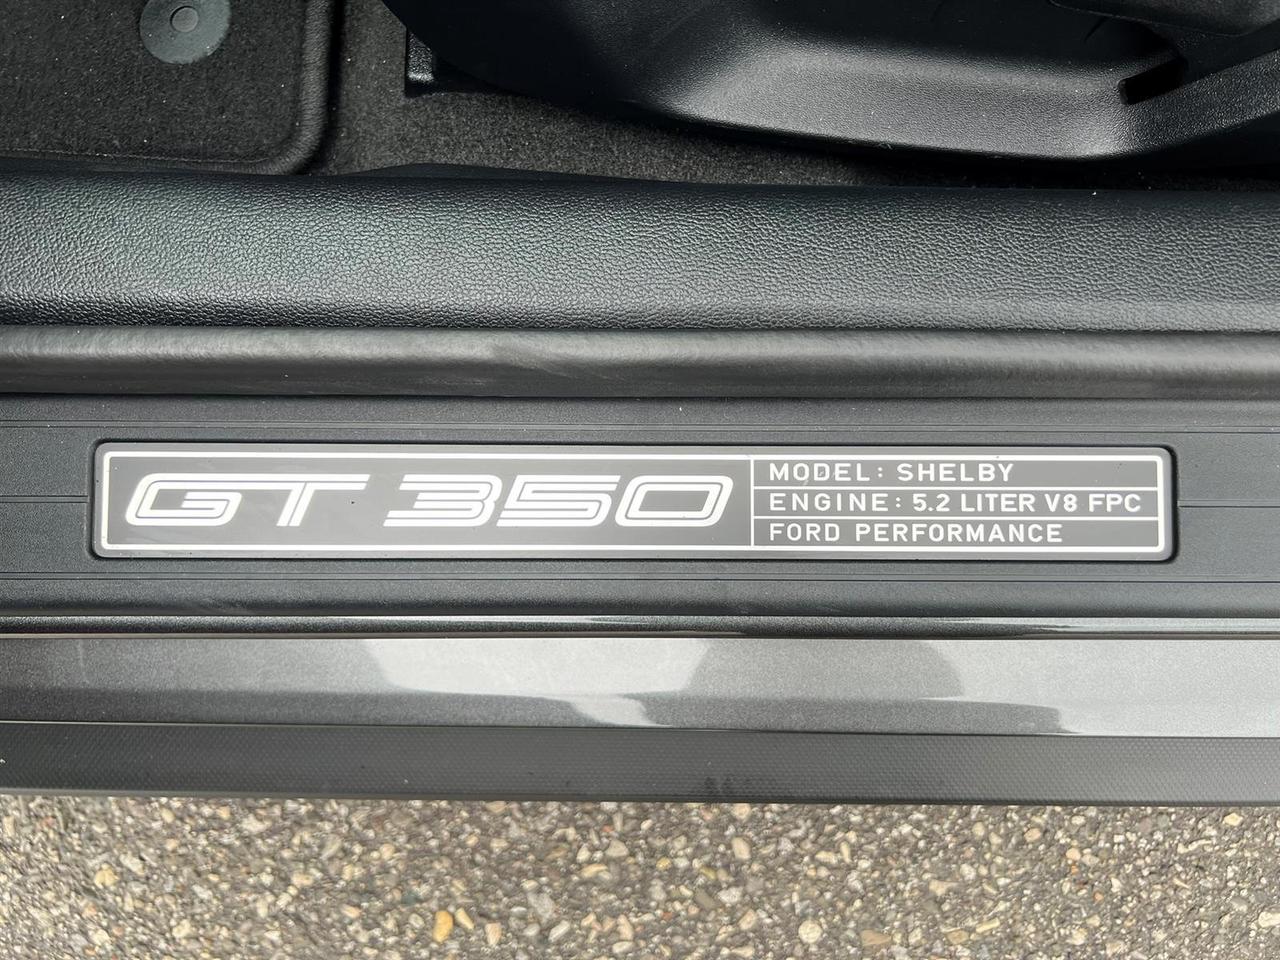 GT 350
MODEL: SHELBY
ENGINE: 5.2 LITER V8 FPC
FORD PERFORMANCE